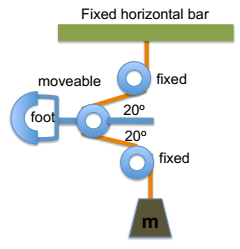 Fixed horizontal bar
moveable
fixed
foot
20º
20º
fixed
m